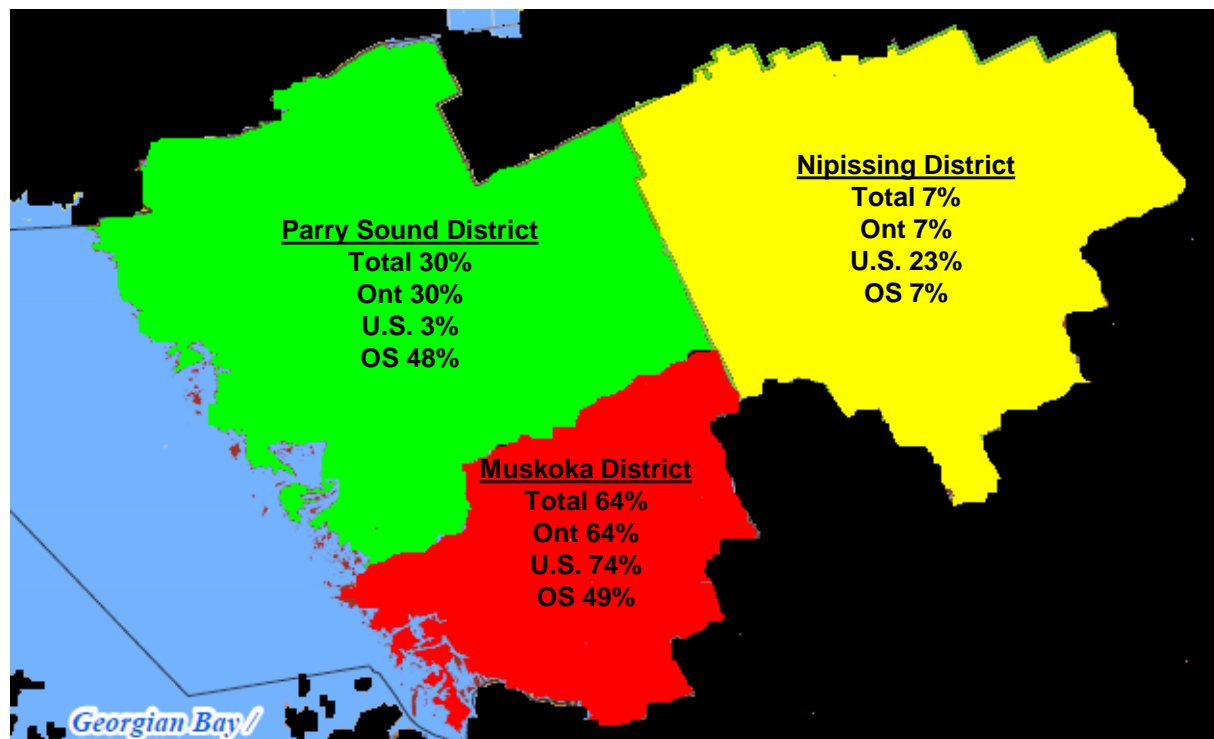 Nipissing District
Total 7%
Ont 7%
U.S. 23%
OS 7%
Parry Sound District
Total 30%
Ont 30%
U.S. 3%
OS 48%
Muskoka District
Total 64%
Ont 64%
U.S. 74%
OS 49%
Georgian Bay /